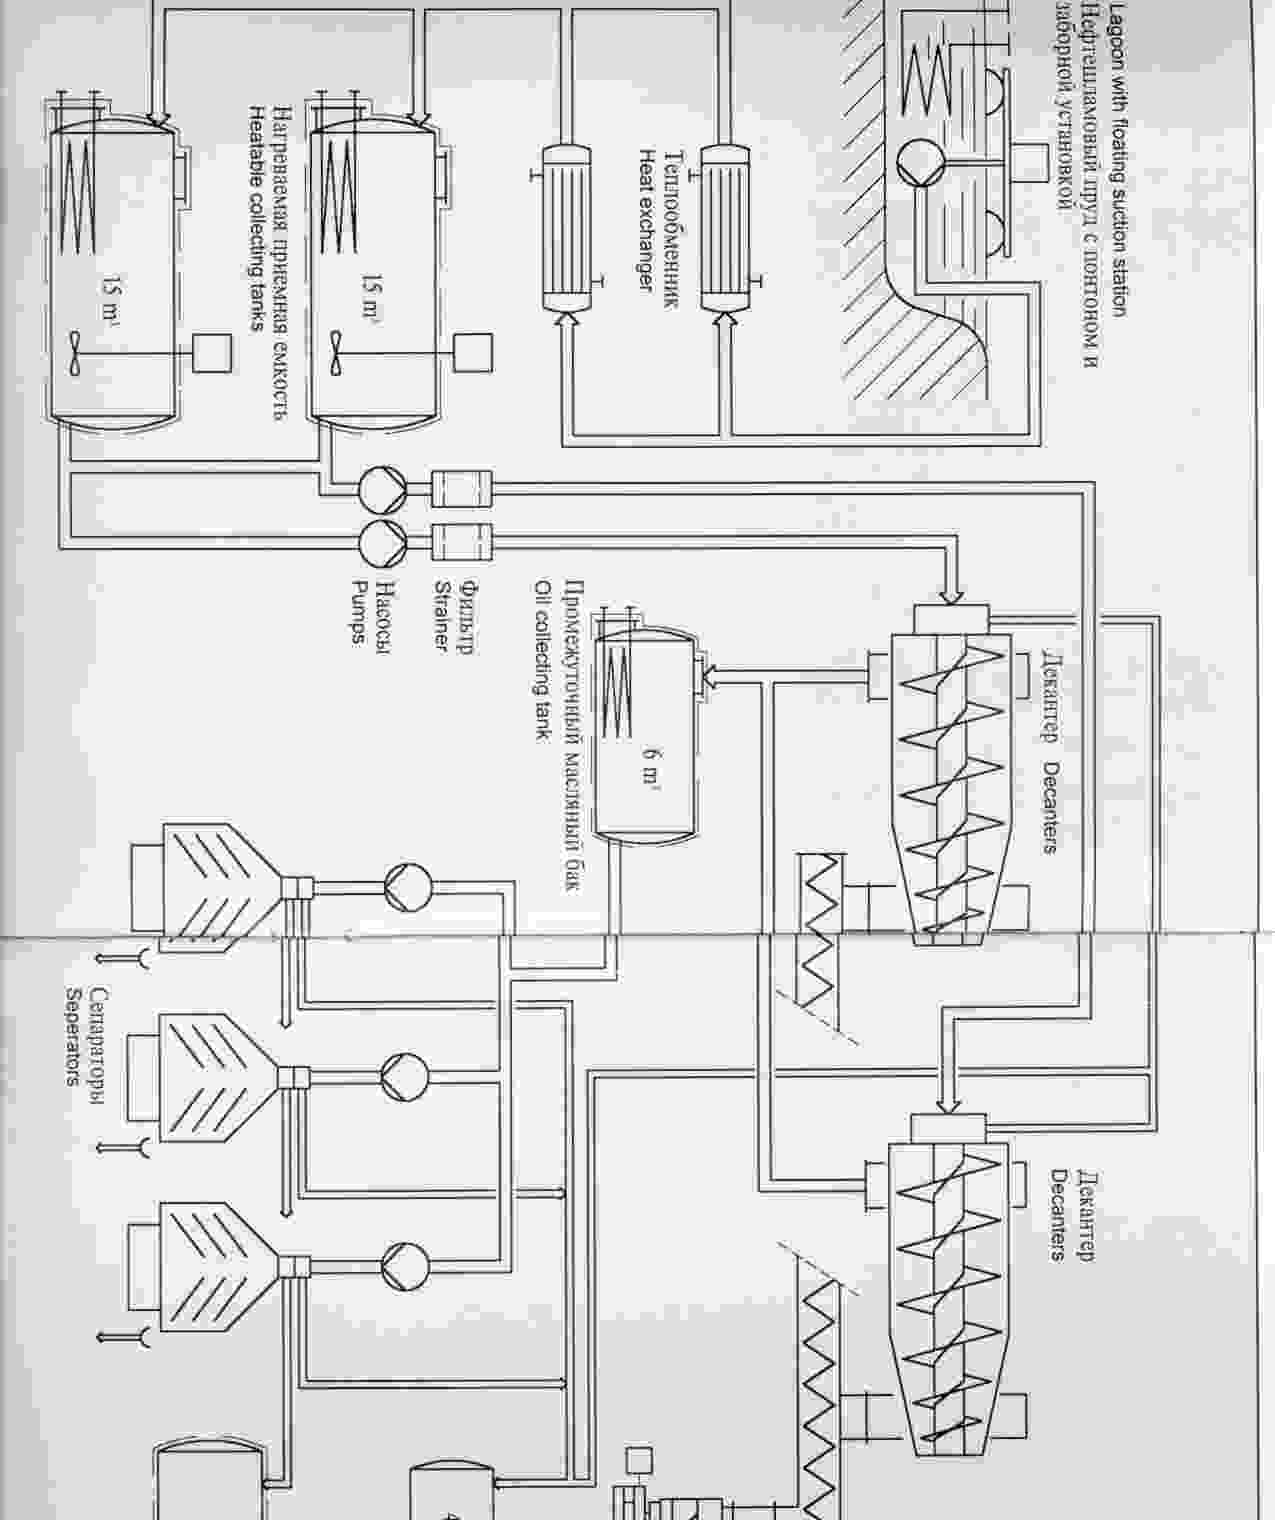 Lagoon with floating suction station
Нефтешламовый пруд с понтоном и
заборной установкой
Теплообменник
Heat exchanger
Нагреваемая приемная емкость
Heatable collecting tanks
15 m³
15 m³
Насосы
Pumps
Фильтр
Strainer
Промежуточный масляный бак
Oil collecting tank
6 m³
Декантер Decanters
Декантер
Decanters
Сепараторы
Seperators